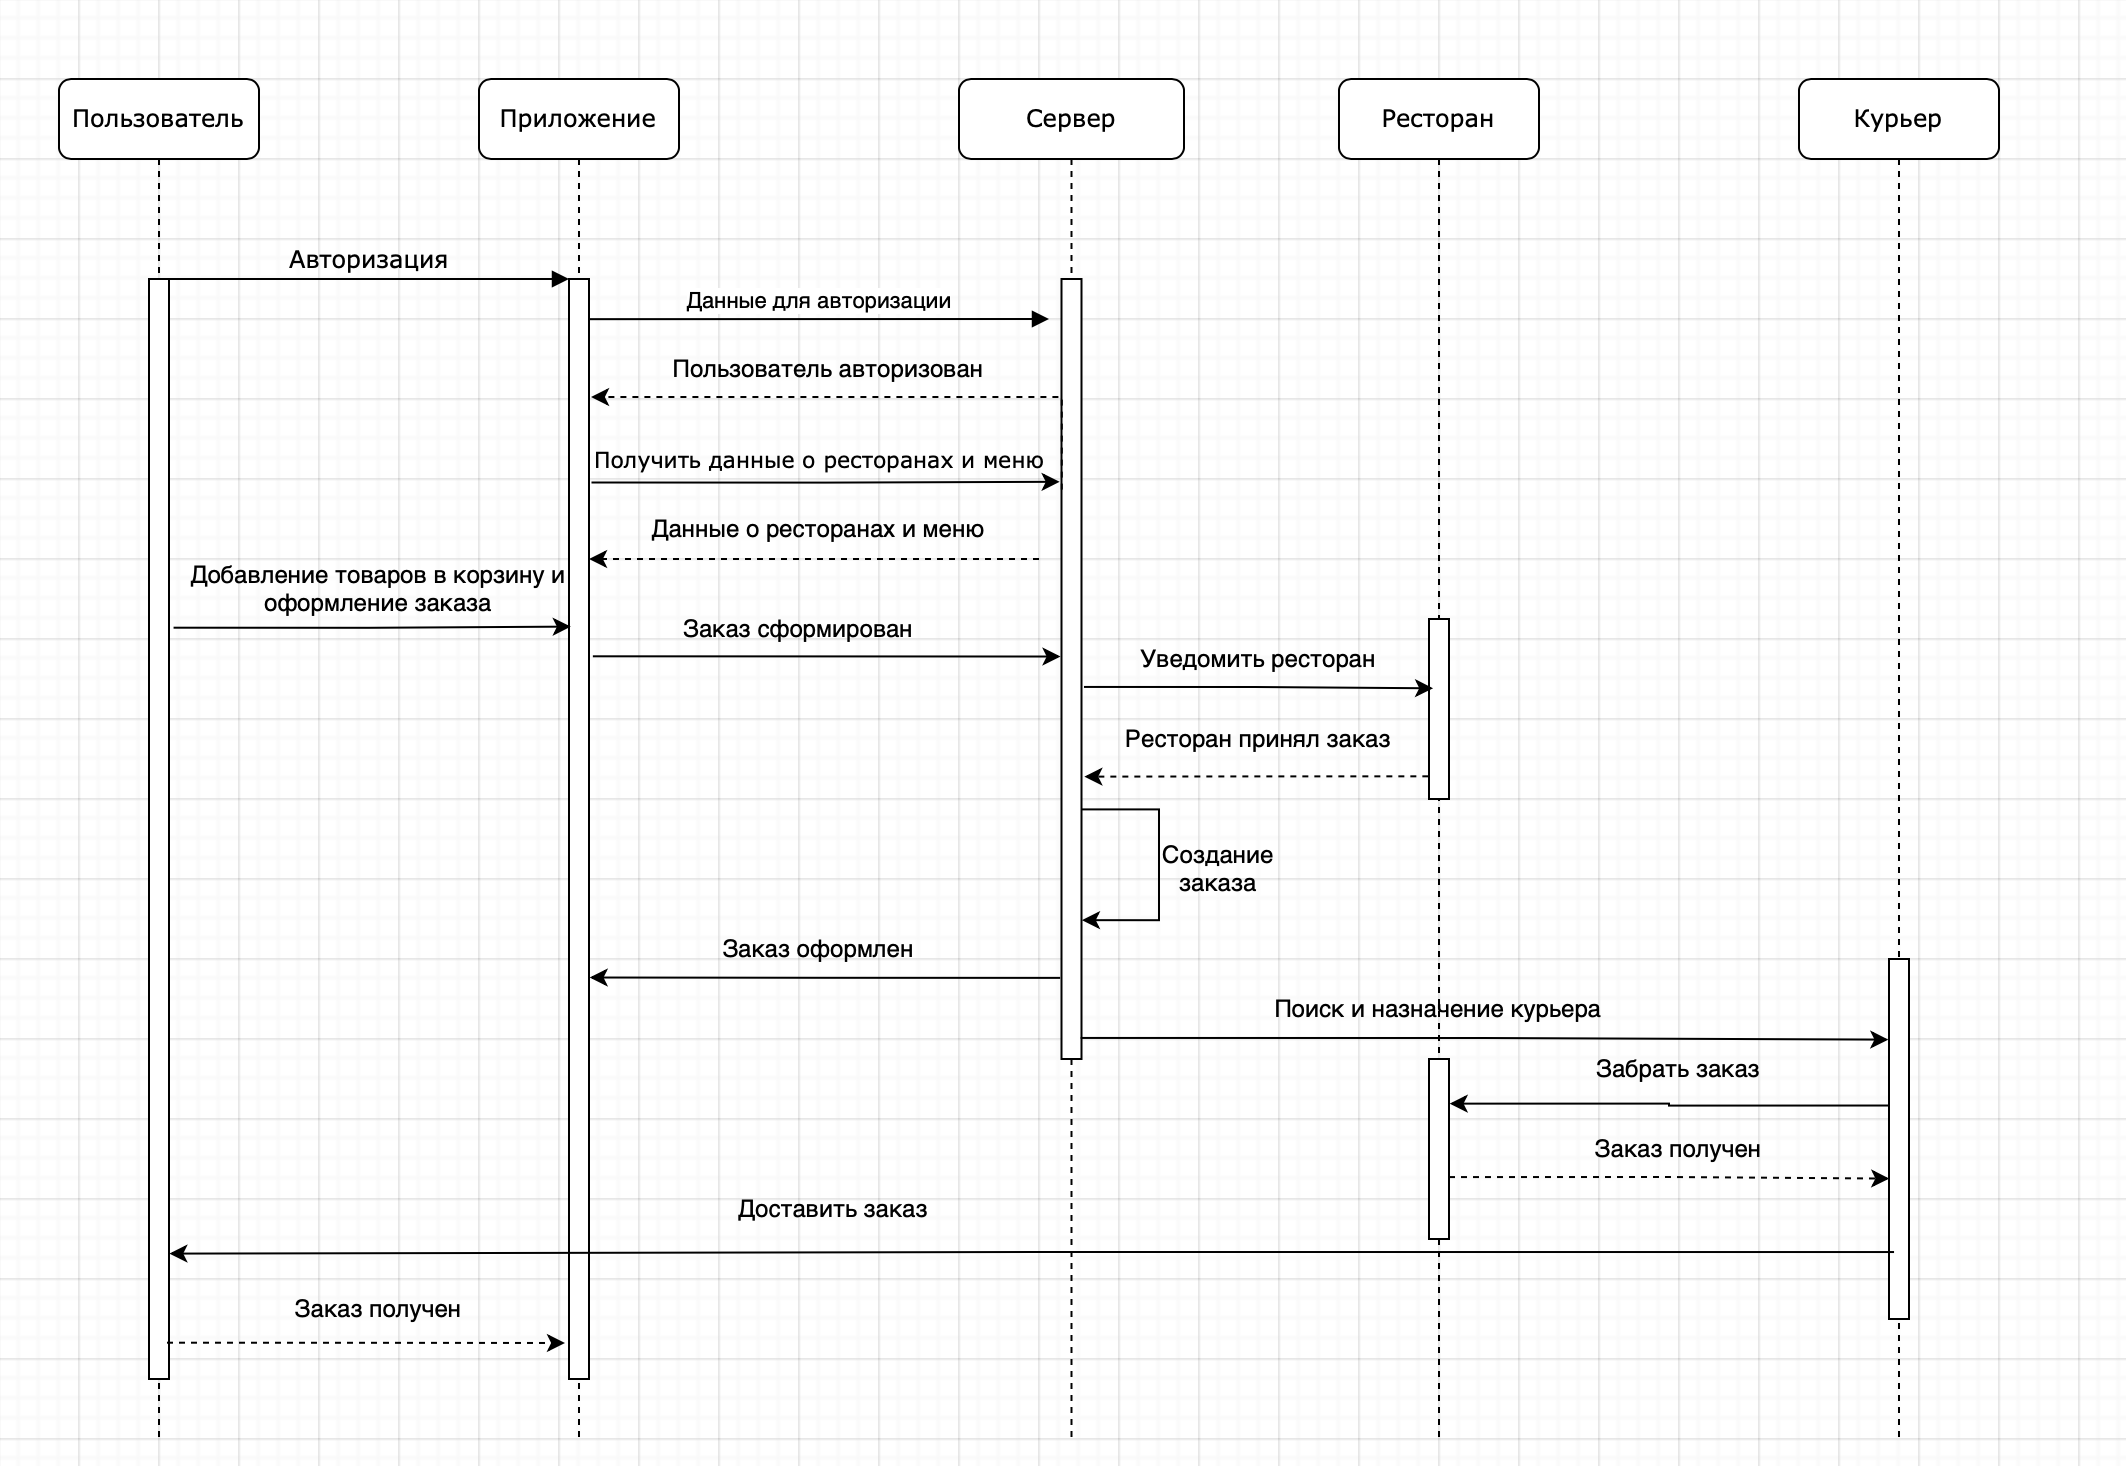 Пользователь
Приложение
Сервер
Ресторан
Курьер
Авторизация
Данные для авторизации
Пользователь авторизован
Получить данные о ресторанах и меню
Данные о ресторанах и меню
Добавление товаров в корзину и
оформление заказа
Заказ сформирован
Уведомить ресторан
Ресторан принял заказ
Создание
заказа
Заказ оформлен
Поиск и назначение курьера
Забрать заказ
Заказ получен
Доставить заказ
Заказ получен